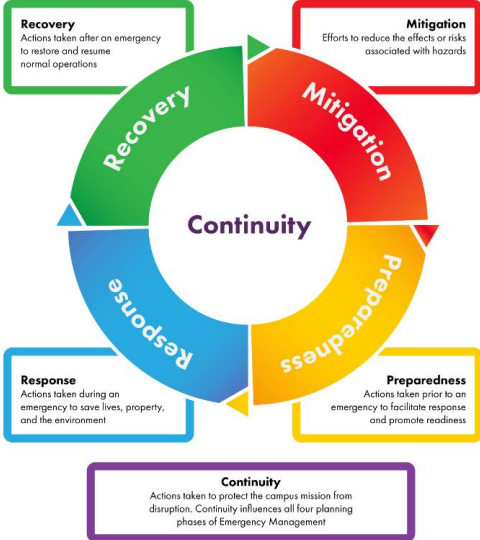 Recovery
Actions taken after an emergency
to restore and resume
normal operations
Mitigation
Efforts to reduce the effects or risks
associated with hazards
Recovery
Mitigation
Continuity
Response
Preparedness
Response
Actions taken during an
emergency to save lives, property,
and the environment
Preparedness
Actions taken prior to an
emergency to facilitate response
and promote readiness
Continuity
Actions taken to protect the campus mission from
disruption. Continuity influences all four planning
phases of Emergency Management